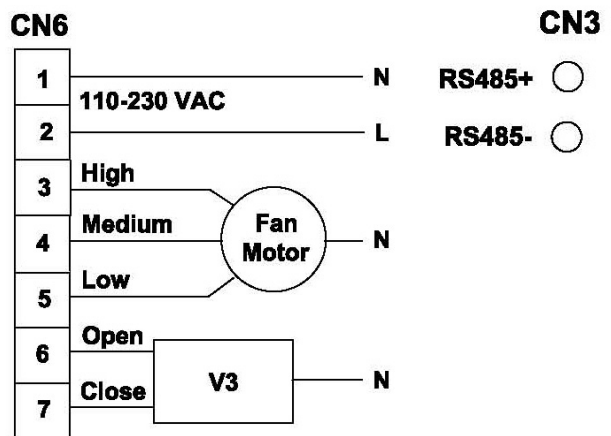 CN6
CN3
1
N
RS485+
110-230 VAC
2
L
RS485-
3
High
4
Medium
Fan
Motor
N
5
Low
6
Open
V3
N
7
Close